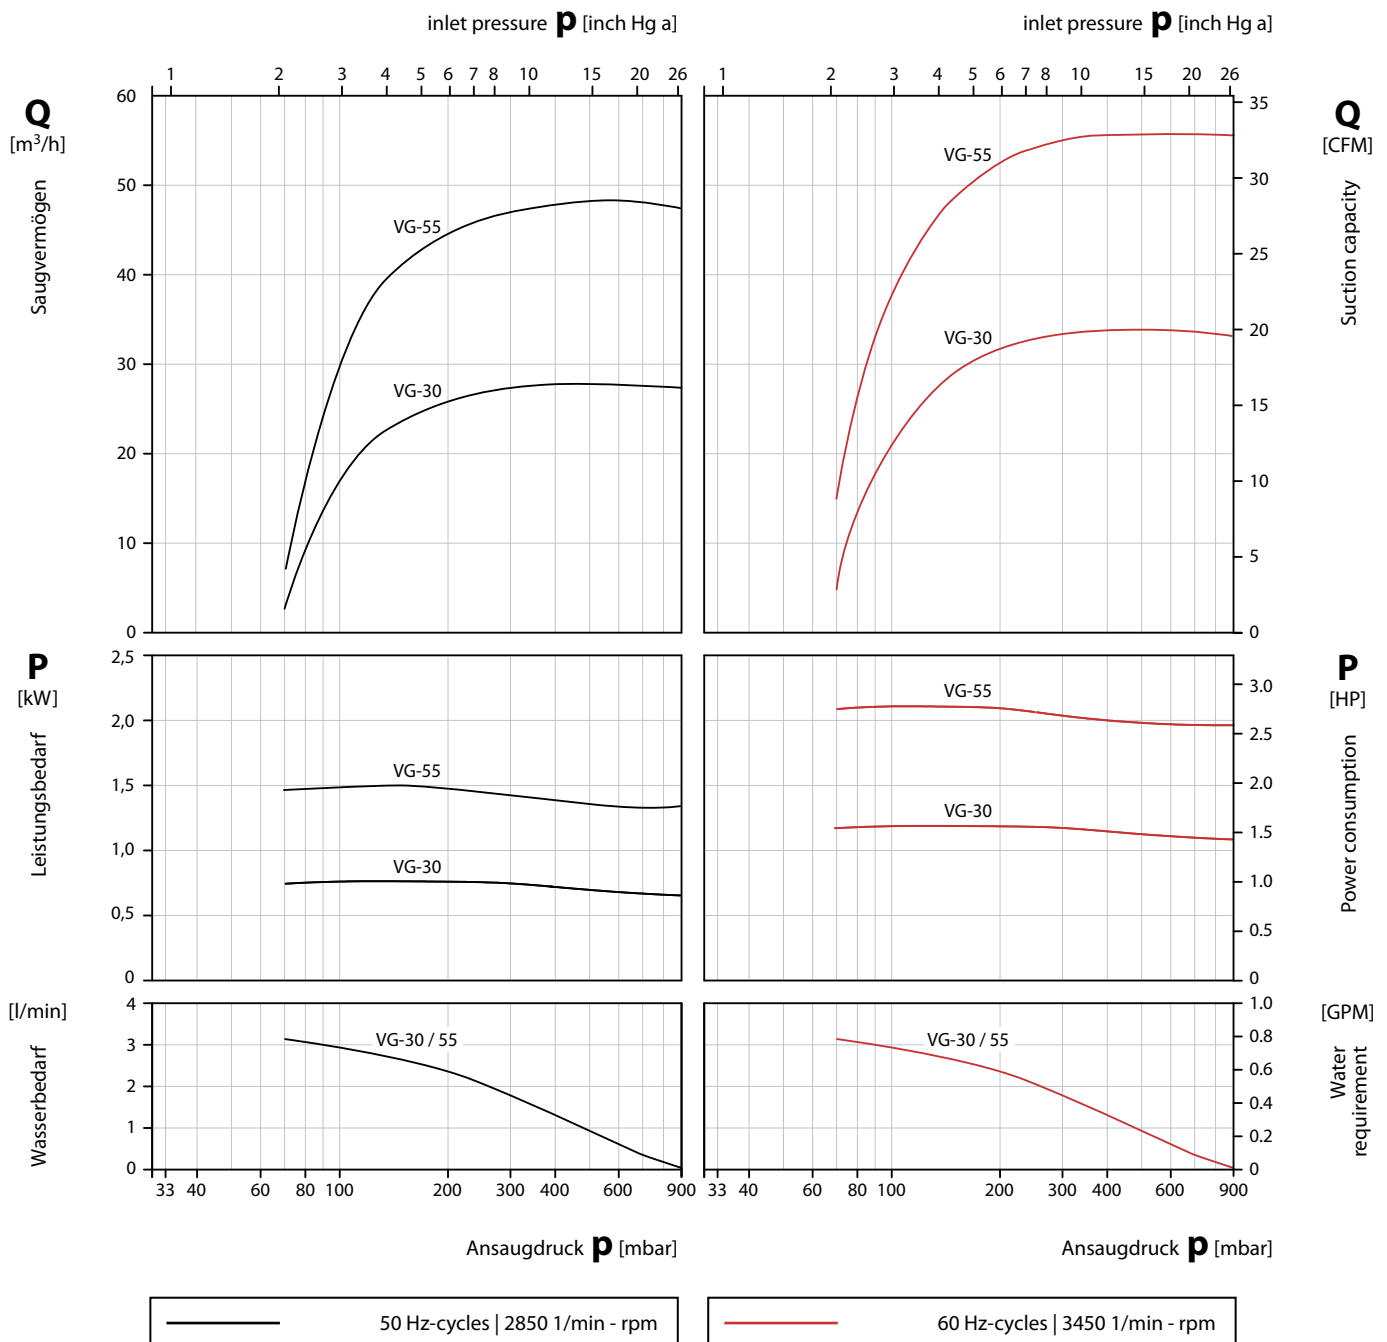 inlet pressure p [inch Hg a]
inlet pressure p [inch Hg a]
1 2 3 4 5 6 7 8 10 15 20 26
1 2 3 4 5 6 7 8 10 15 20 26
Q
[m³/h]
Saugvermögen
60
50
40
30
20
10
0
VG-55
VG-30
VG-55
VG-30
35
30
25
20
15
10
5
0
Q
[CFM]
Suction capacity
P
[kW]
Leistungsbedarf
2,5
2,0
1,5
1,0
0,5
0
VG-55
VG-30
VG-55
VG-30
3.0
2.5
2.0
1.5
1.0
0.5
0
P
[HP]
Power consumption
[l/min]
Wasserbedarf
4
3
2
1
0
VG-30 / 55
VG-30 / 55
1.0
0.8
0.6
0.4
0.2
0
[GPM]
Water
requirement
33 40 60 80 100 200 300 400 600 900
33 40 60 80 100 200 300 400 600 900
Ansaugdruck p [mbar]
Ansaugdruck p [mbar]
50 Hz-cycles | 2850 1/min - rpm
60 Hz-cycles | 3450 1/min - rpm